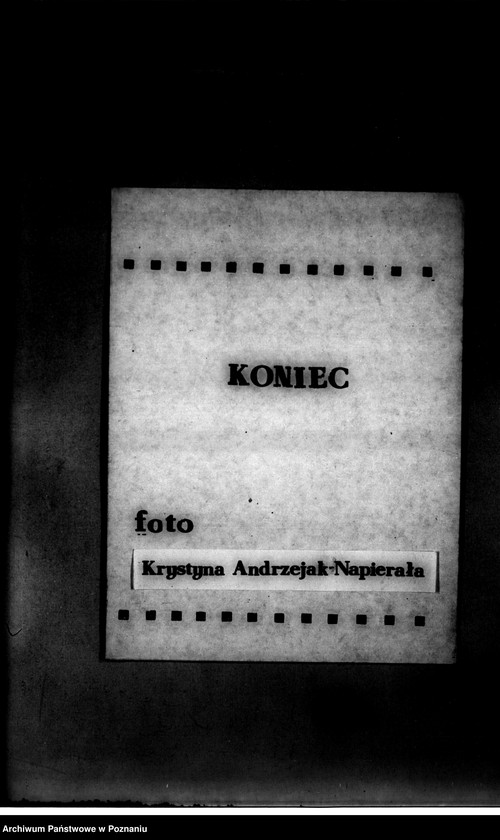 KONIEC
foto
Krystyna Andrzejak-Napierała
Archiwum Państwowe w Poznaniu